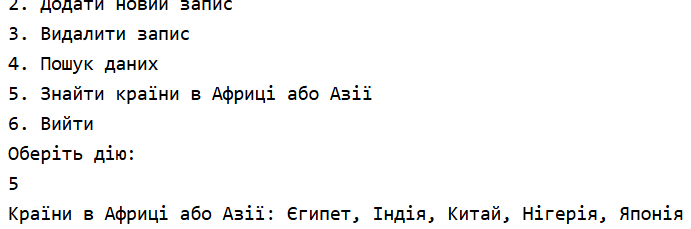 2. Додати новий запис
3. Видалити запис
4. Пошук даних
5. Знайти країни в Африці або Азії
6. Вийти
Оберіть дію:
5
Країни в Африці або Азії: Єгипет, Індія, Китай, Нігерія, Японія